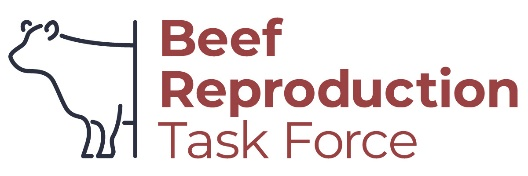 Beef
Reproduction
Task Force